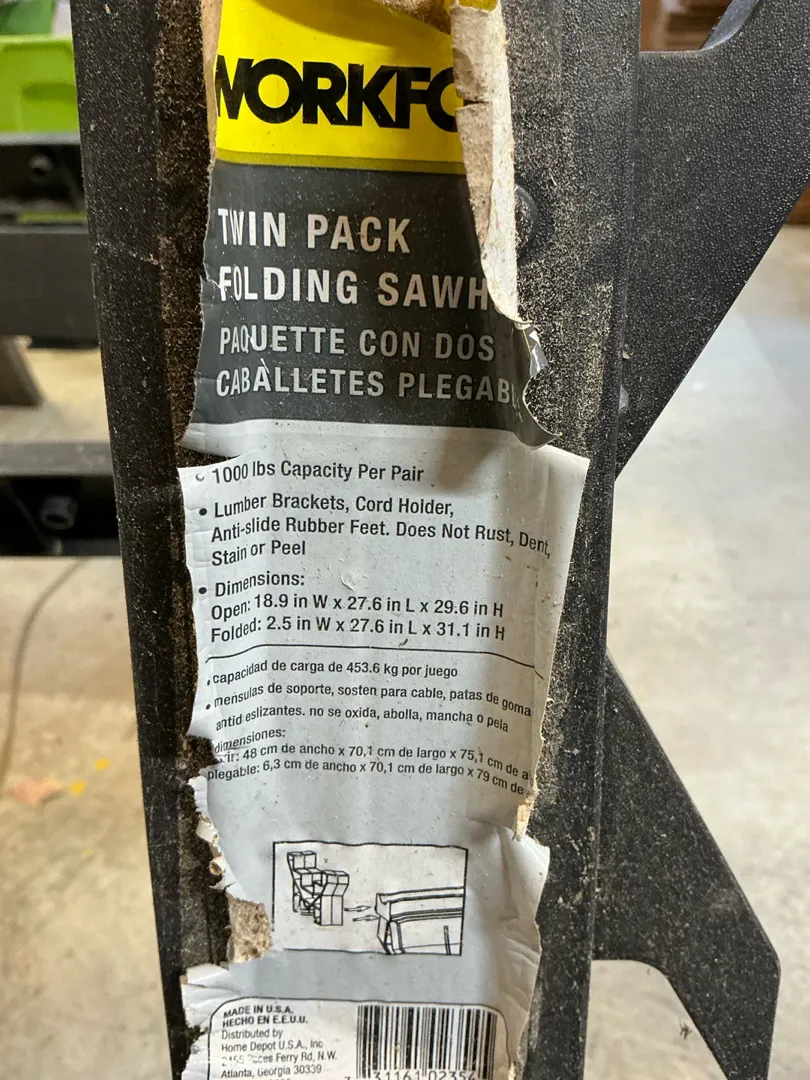 WORKFO
TWIN PACK
FOLDING SAWH
PAQUETTE CON DOS
CABALLETES PLEGAB
• 1000 lbs Capacity Per Pair
• Lumber Brackets, Cord Holder,
Anti-slide Rubber Feet. Does Not Rust, Dent,
Stain or Peel
• Dimensions:
Open: 18.9 in W x 27.6 in L x 29.6 in H
Folded: 2.5 in W x 27.6 in L x 31.1 in H
• capacidad de carga de 453.6 kg por juego
• mensulas de soporte, sosten para cable, patas de goma
antid eslizantes. no se oxida, abolla, mancha o pela
dimensiones:
ir: 48 cm de ancho x 70,1 cm de largo x 75,1 cm de a
plegable: 6,3 cm de ancho x 70,1 cm de largo x 79 cm de
MADE IN U.S.A.
HECHO EN E.E.U.U.
Distributed by
Home Depot U.S.A., Inc
Ferry Rd, N.W.
Atlanta, Georgia 30339
31161 02354